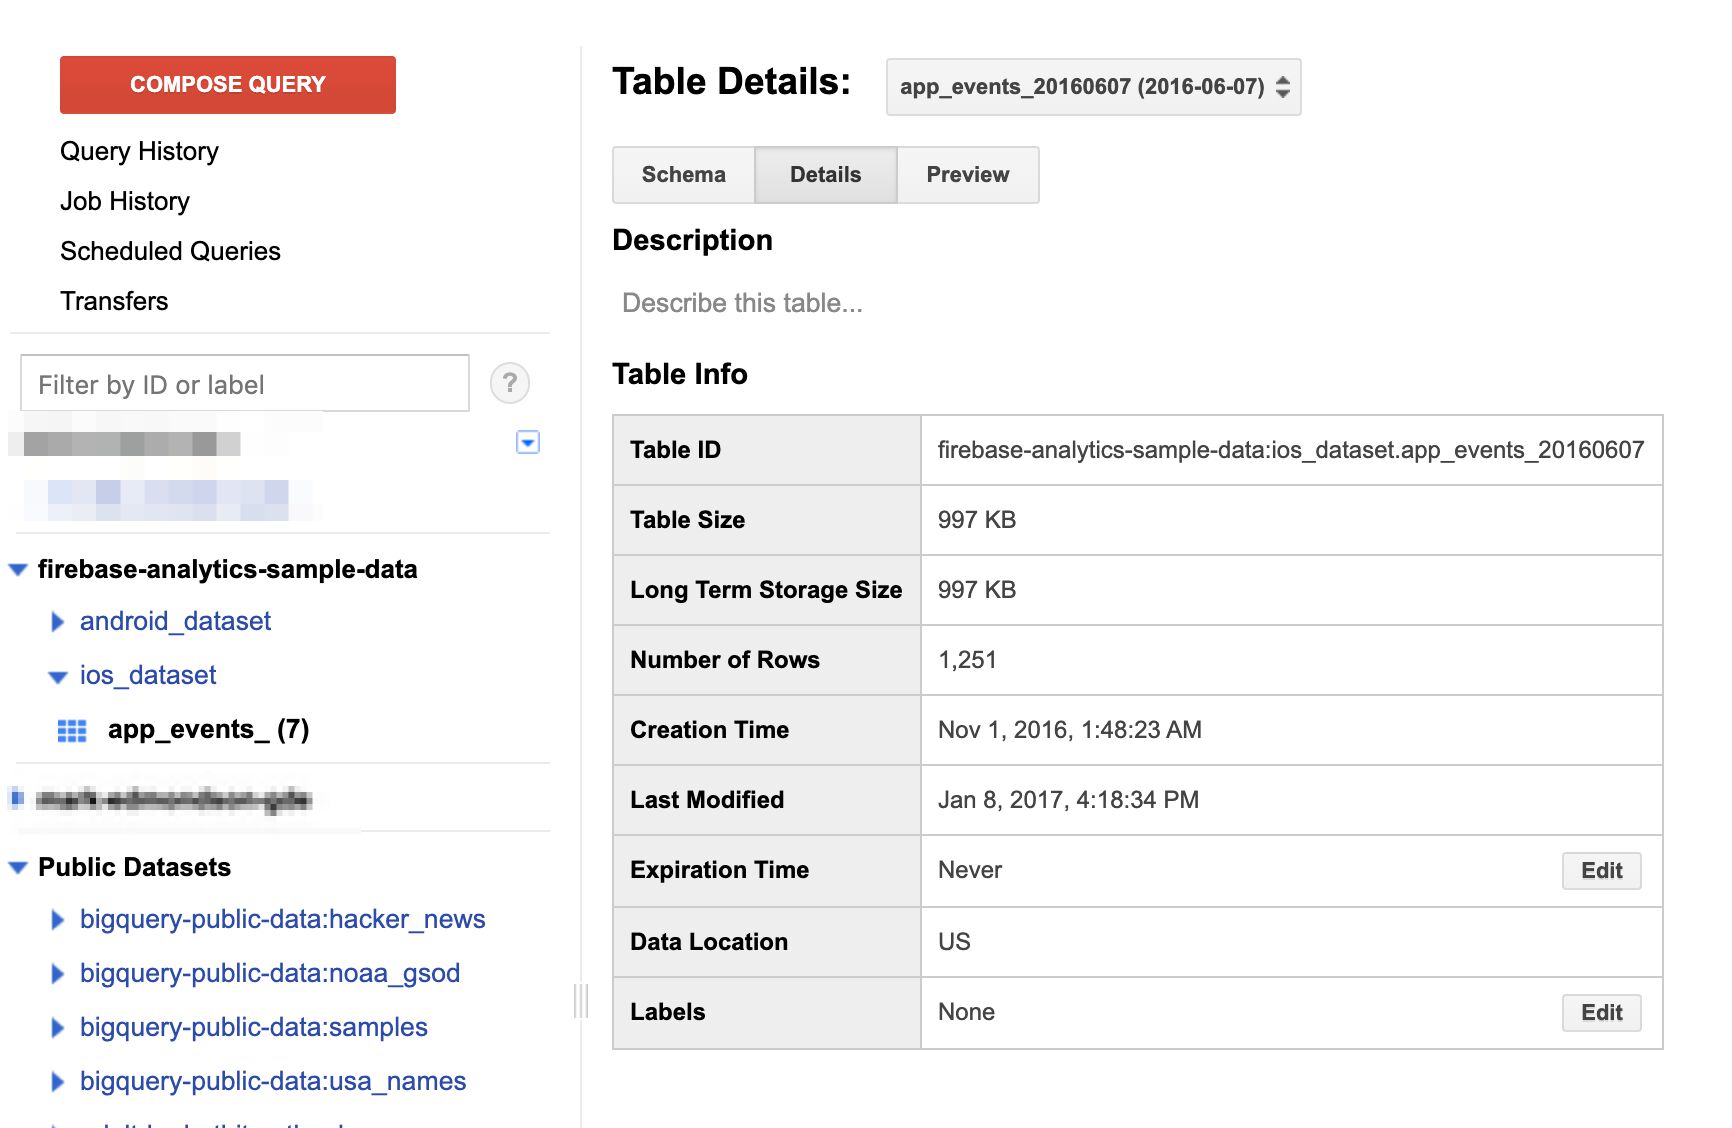 COMPOSE QUERY
Query History
Job History
Scheduled Queries
Transfers
Filter by ID or label
?
firebase-analytics-sample-data
android_dataset
ios_dataset
app_events_ (7)
Public Datasets
bigquery-public-data:hacker_news
bigquery-public-data:noaa_gsod
bigquery-public-data:samples
bigquery-public-data:usa_names
Table Details: app_events_20160607 (2016-06-07)
Schema Details Preview
Description
Describe this table...
Table Info
Table ID firebase-analytics-sample-data:ios_dataset.app_events_20160607
Table Size 997 KB
Long Term Storage Size 997 KB
Number of Rows 1,251
Creation Time Nov 1, 2016, 1:48:23 AM
Last Modified Jan 8, 2017, 4:18:34 PM
Expiration Time Never Edit
Data Location US
Labels None Edit